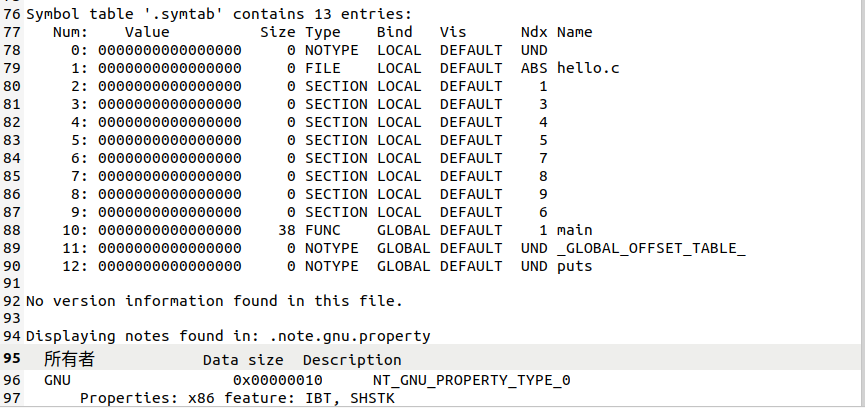 76 Symbol table '.symtab' contains 13 entries:
77    Num:    Value          Size Type    Bind   Vis      Ndx Name
78      0: 0000000000000000     0 NOTYPE  LOCAL  DEFAULT  UND
79      1: 0000000000000000     0 FILE    LOCAL  DEFAULT  ABS hello.c
80      2: 0000000000000000     0 SECTION LOCAL  DEFAULT    1
81      3: 0000000000000000     0 SECTION LOCAL  DEFAULT    3
82      4: 0000000000000000     0 SECTION LOCAL  DEFAULT    4
83      5: 0000000000000000     0 SECTION LOCAL  DEFAULT    5
84      6: 0000000000000000     0 SECTION LOCAL  DEFAULT    7
85      7: 0000000000000000     0 SECTION LOCAL  DEFAULT    8
86      8: 0000000000000000     0 SECTION LOCAL  DEFAULT    9
87      9: 0000000000000000     0 SECTION LOCAL  DEFAULT    6
88     10: 0000000000000000    38 FUNC    GLOBAL DEFAULT    1 main
89     11: 0000000000000000     0 NOTYPE  GLOBAL DEFAULT  UND _GLOBAL_OFFSET_TABLE_
90     12: 0000000000000000     0 NOTYPE  GLOBAL DEFAULT  UND puts
91
92 No version information found in this file.
93
94 Displaying notes found in: .note.gnu.property
95   所有者            Data size  Description
96   GNU                  0x00000010       NT_GNU_PROPERTY_TYPE_0
97       Properties: x86 feature: IBT, SHSTK